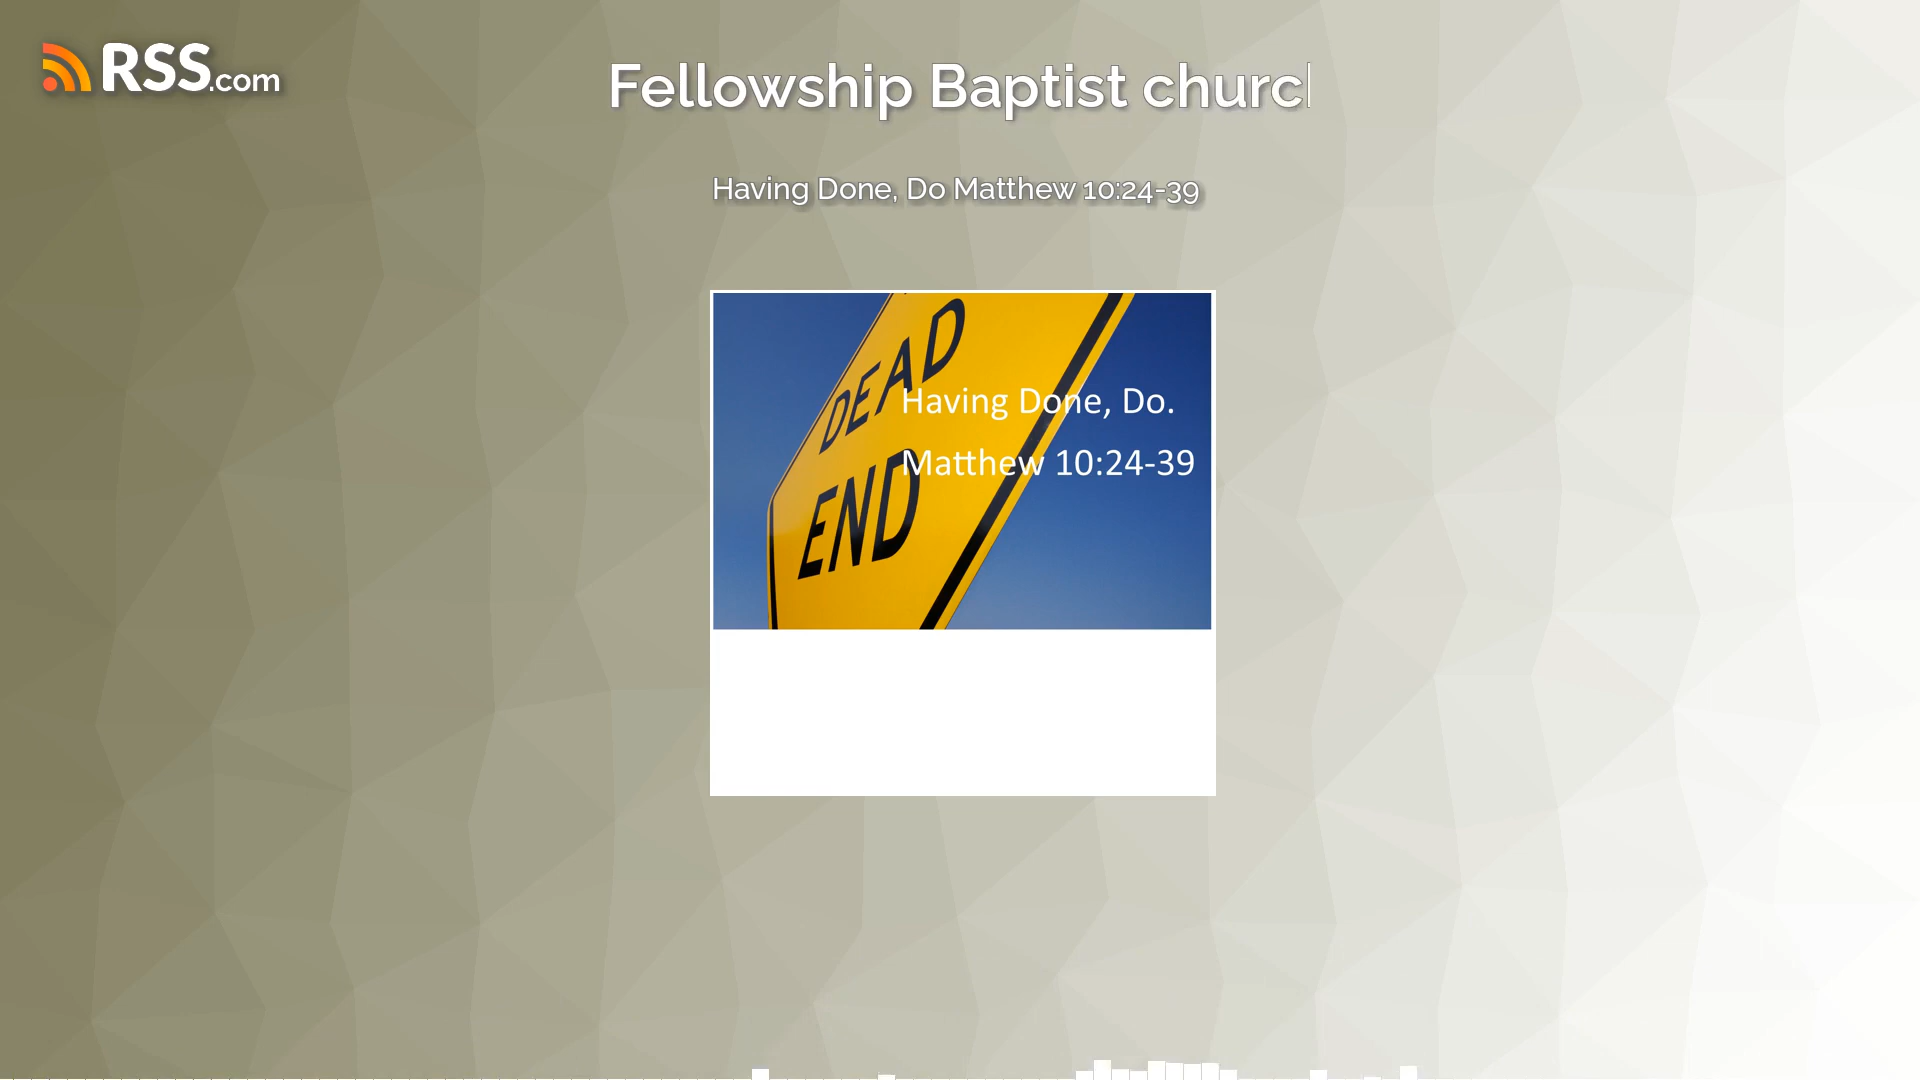 RSS.com
Fellowship Baptist churc
Having Done, Do Matthew 10:24-39
DEAD
END
Having Done, Do.
Matthew 10:24-39